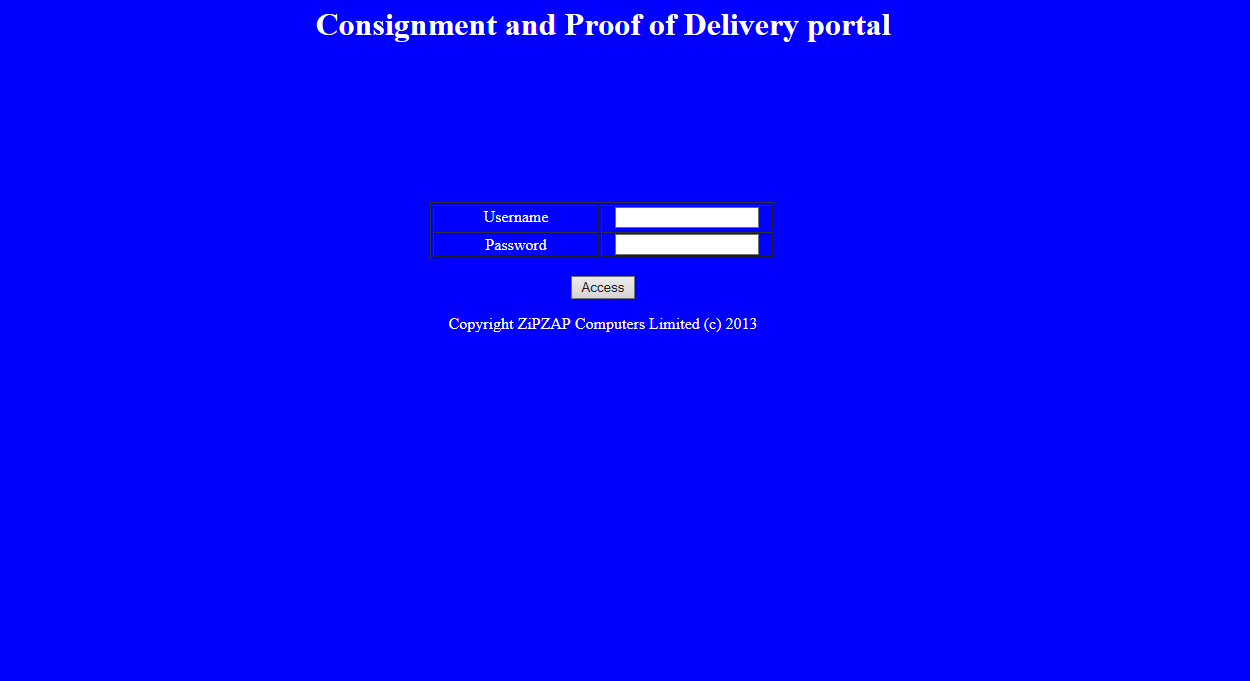 Consignment and Proof of Delivery portal
Username
Password
Access
Copyright ZiPZAP Computers Limited (c) 2013